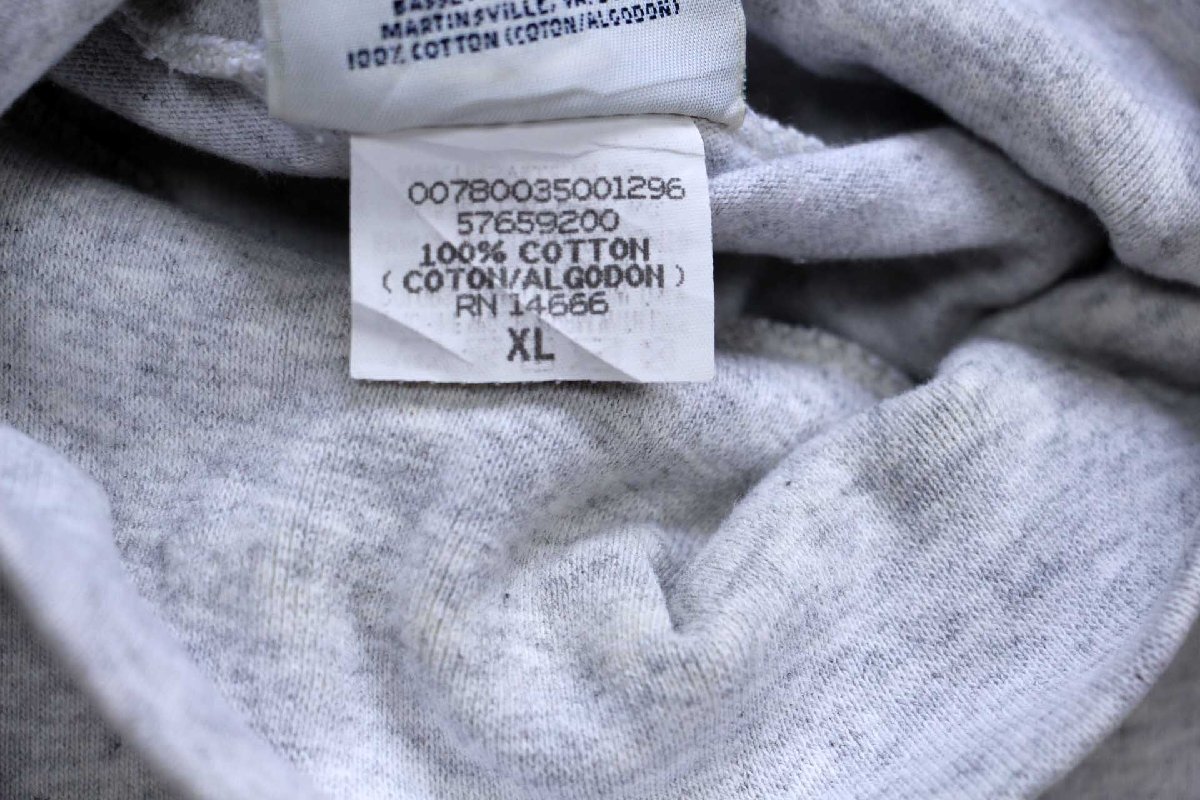 MARTINSVILLE, VA.
100% COTTON (COTON/ALGODON)
00780035001296
57659200
100% COTTON
(COTON/ALGODON)
RN 14666
XL